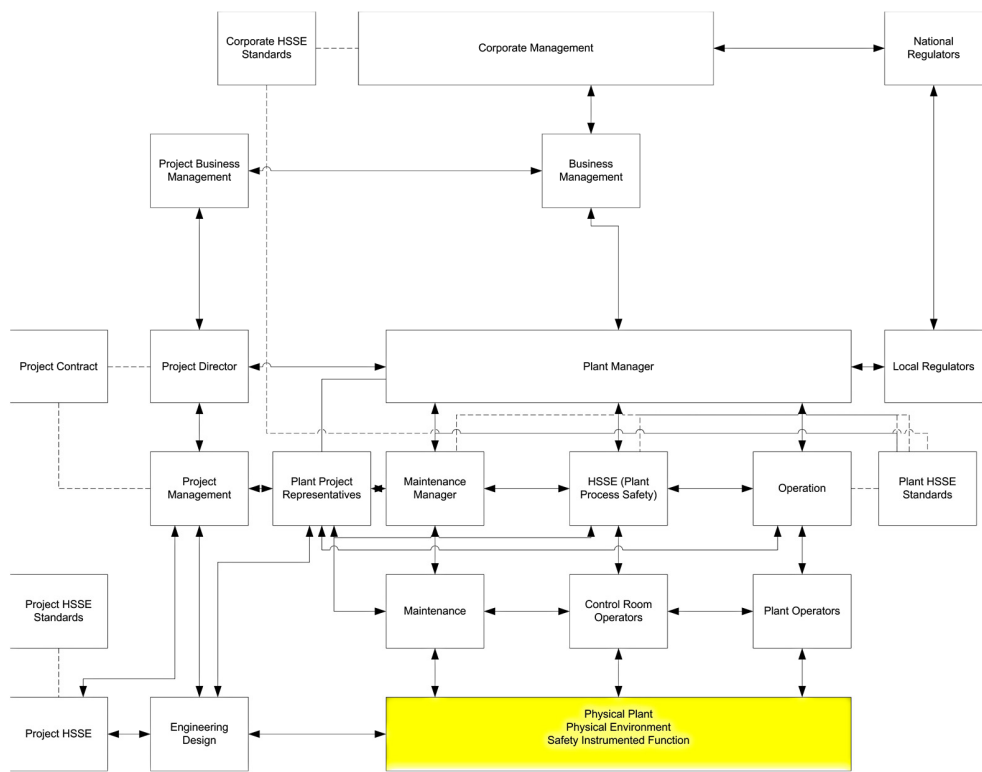 Corporate HSSE
Standards
Corporate Management
National
Regulators
Project Business
Management
Business
Management
Project Contract
Project Director
Plant Manager
Local Regulators
Project
Management
Plant Project
Representatives
Maintenance
Manager
HSSE (Plant
Process Safety)
Operation
Plant HSSE
Standards
Project HSSE
Standards
Maintenance
Control Room
Operators
Plant Operators
Project HSSE
Engineering
Design
Physical Plant
Physical Environment
Safety Instrumented Function